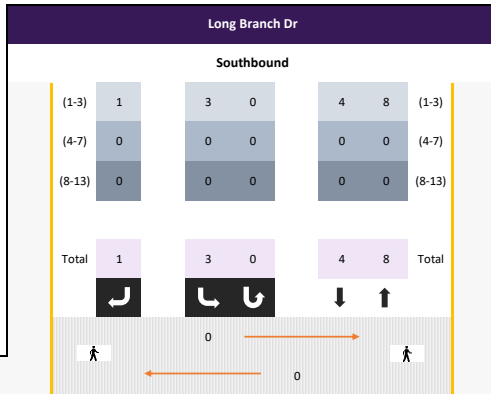 Long Branch Dr
Southbound
(1-3) 1 3 0 4 8 (1-3)
(4-7) 0 0 0 0 0 (4-7)
(8-13) 0 0 0 0 0 (8-13)
Total 1 3 0 4 8 Total
0
0